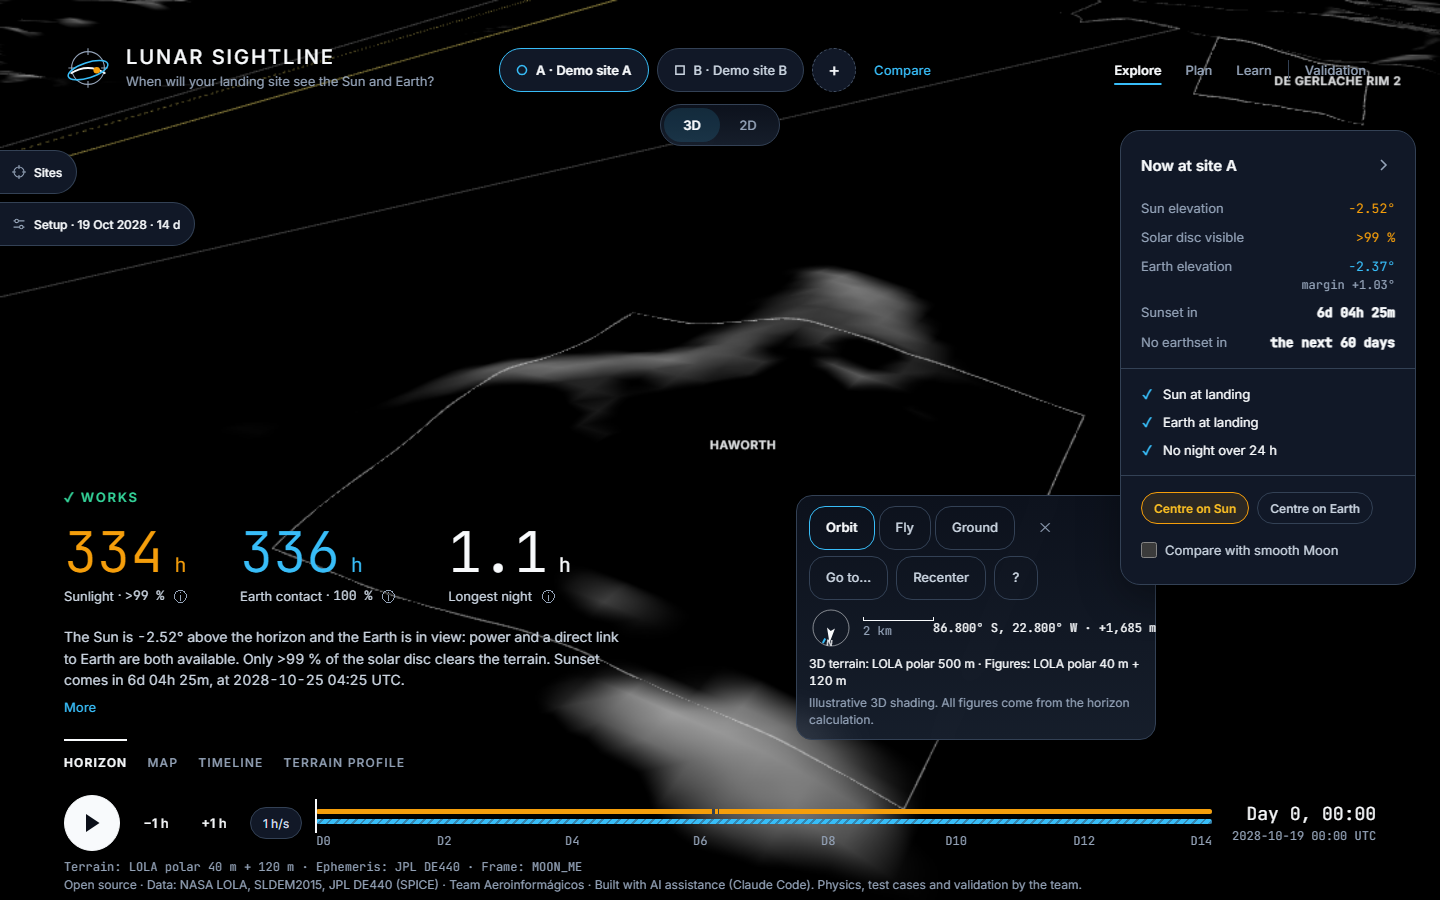 LUNAR SIGHTLINE
When will your landing site see the Sun and Earth?
A · Demo site A
B · Demo site B
+
Compare
Explore
Plan
Learn
Validation
DE GERLACHE RIM 2
3D
2D
Sites
Setup · 19 Oct 2028 · 14 d
Now at site A
Sun elevation -2.52°
Solar disc visible >99 %
Earth elevation -2.37°
margin +1.03°
Sunset in 6d 04h 25m
No earthset in the next 60 days
✓ Sun at landing
✓ Earth at landing
✓ No night over 24 h
Centre on Sun
Centre on Earth
Compare with smooth Moon
HAWORTH
✓ WORKS
334 h
Sunlight · >99 %
336 h
Earth contact · 100 %
1.1 h
Longest night
The Sun is -2.52° above the horizon and the Earth is in view: power and a direct link
to Earth are both available. Only >99 % of the solar disc clears the terrain. Sunset
comes in 6d 04h 25m, at 2028-10-25 04:25 UTC.
More
Orbit
Fly
Ground
×
Go to...
Recenter
?
N
2 km
86.800° S, 22.800° W · +1,685 m
3D terrain: LOLA polar 500 m · Figures: LOLA polar 40 m +
120 m
Illustrative 3D shading. All figures come from the horizon
calculation.
HORIZON
MAP
TIMELINE
TERRAIN PROFILE
−1 h
+1 h
1 h/s
D0 D2 D4 D6 D8 D10 D12 D14
Day 0, 00:00
2028-10-19 00:00 UTC
Terrain: LOLA polar 40 m + 120 m · Ephemeris: JPL DE440 · Frame: MOON_ME
Open source · Data: NASA LOLA, SLDEM2015, JPL DE440 (SPICE) · Team Aeroinformágicos · Built with AI assistance (Claude Code). Physics, test cases and validation by the team.